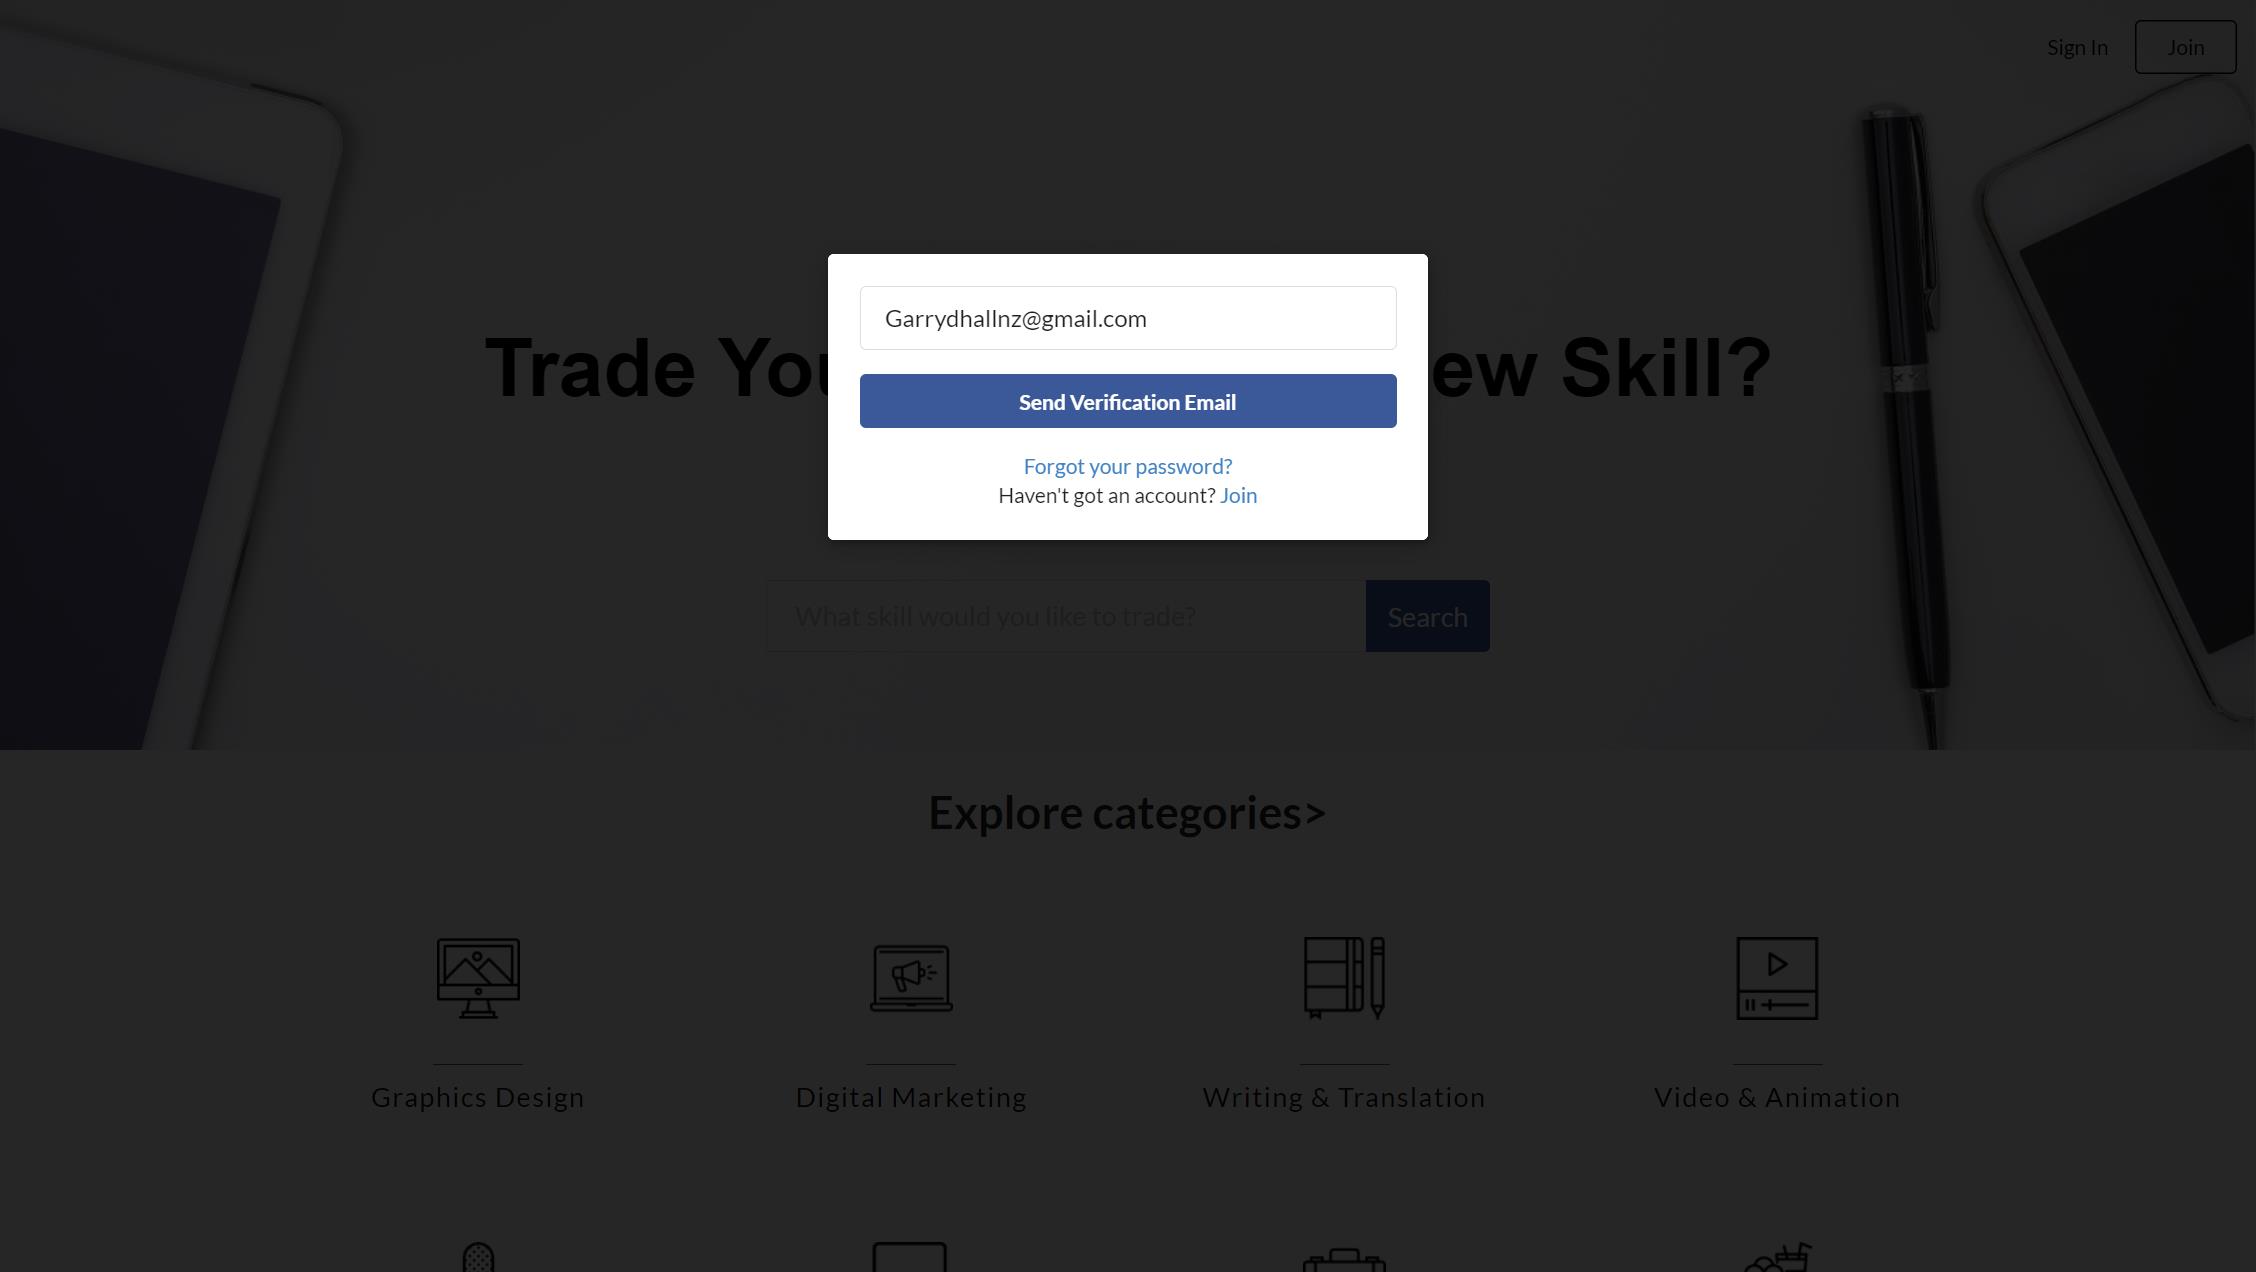 Sign In
Join
Garrydhallnz@gmail.com
Trade You
ew Skill?
Send Verification Email
Forgot your password?
Haven't got an account? Join
What skill would you like to trade?
Search
Explore categories>
Graphics Design
Digital Marketing
Writing & Translation
Video & Animation